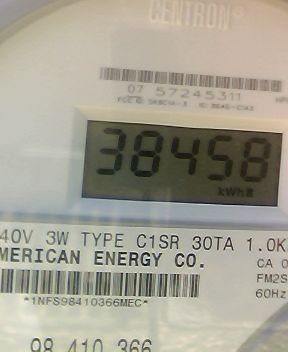 CENTRON®
07 57245311
38458
kWh
40V 3W TYPE C1SR 30TA 1.0K
MERICAN ENERGY CO.
CA 0
FM2S
60Hz
*1NFS98410366MEC*
98 410 366